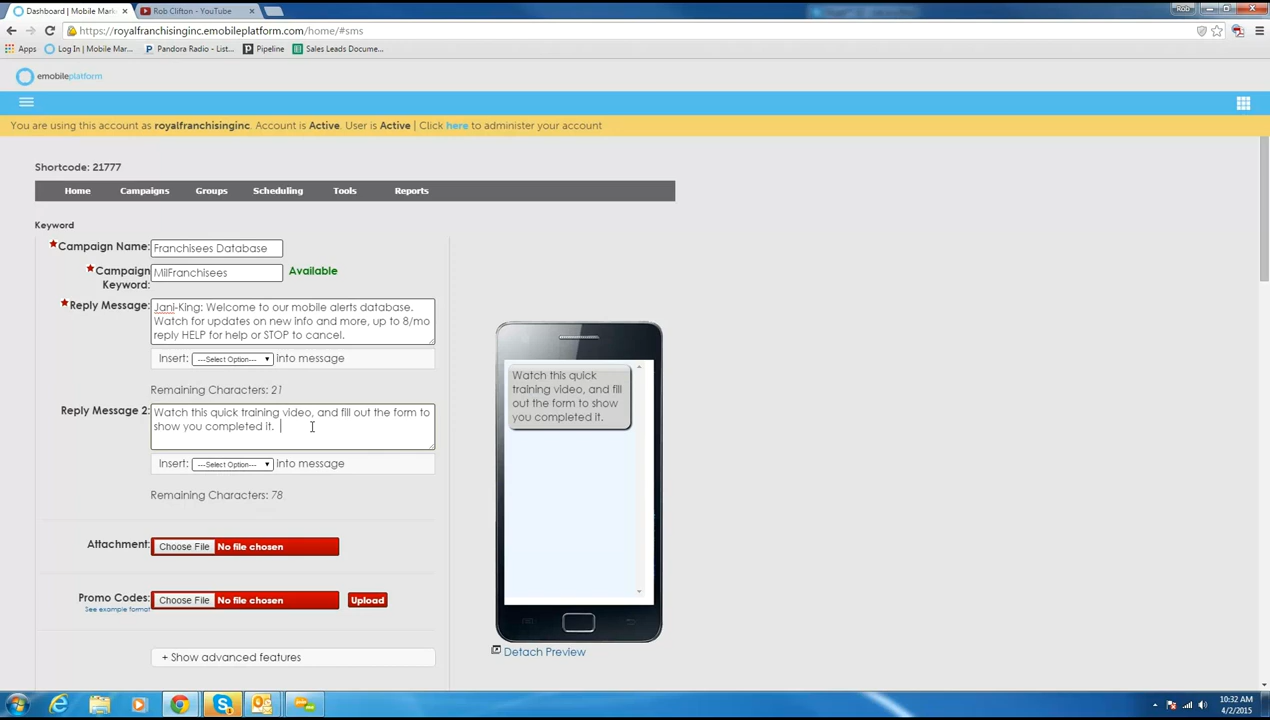 Dashboard | Mobile Mar
Rob Clifton - YouTube
Rob
https://royalfranchisinginc.emobileplatform.com/home/#sms
Apps
Log In | Mobile Mar...
Pandora Radio - List...
Pipeline
Sales Leads Docume...
emobileplatform
You are using this account as royalfranchisinginc. Account is Active. User is Active | Click here to administer your account
Shortcode: 21777
Home Campaigns Groups Scheduling Tools Reports
Keyword
Campaign Name: Franchisees Database
Campaign Keyword: MilFranchisees Available
Reply Message: Jani-King: Welcome to our mobile alerts database.
Watch for updates on new info and more, up to 8/mo
reply HELP for help or STOP to cancel.
Insert: ---Select Option--- into message
Remaining Characters: 21
Reply Message 2: Watch this quick training video, and fill out the form to
show you completed it.
Insert: ---Select Option--- into message
Remaining Characters: 78
Watch this quick
training video, and fill
out the form to show
you completed it.
Attachment: Choose File No file chosen
Promo Codes: Choose File No file chosen Upload
See example format
+ Show advanced features
Detach Preview
10:32 AM
4/2/2015